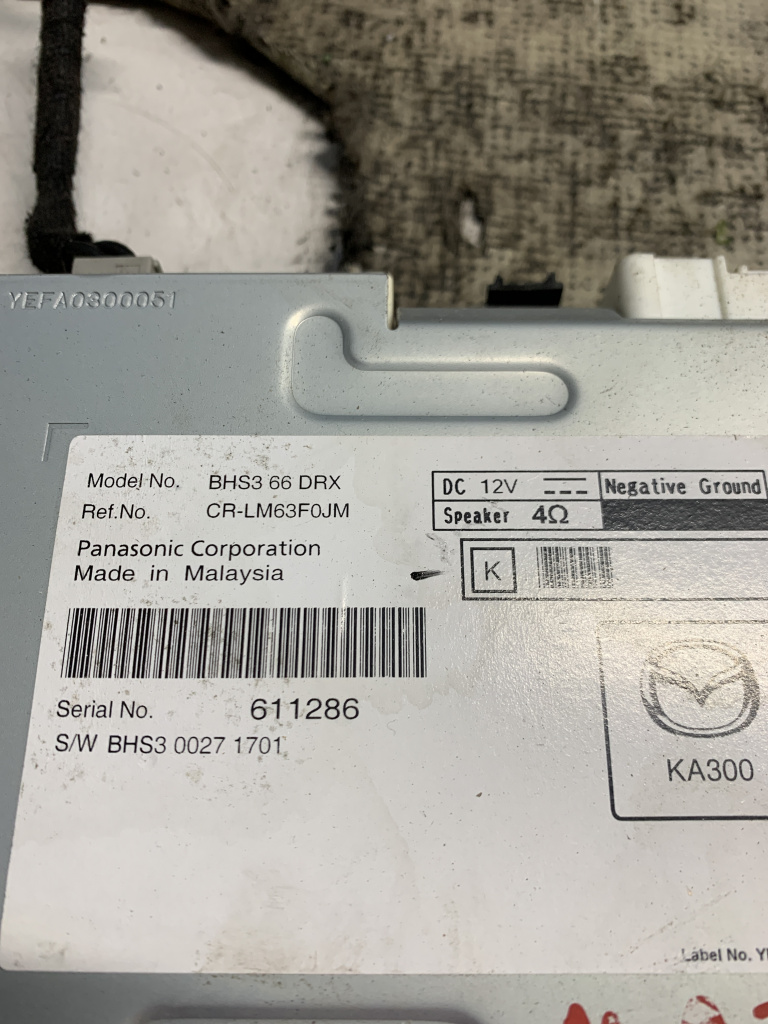 YEFA0300051
Model No. BHS3 66 DRX
Ref.No. CR-LM63F0JM
Panasonic Corporation
Made in Malaysia
DC 12V Negative Ground
Speaker 4Ω
K
Serial No. 611286
S/W BHS3 0027 1701
KA300
Label No.